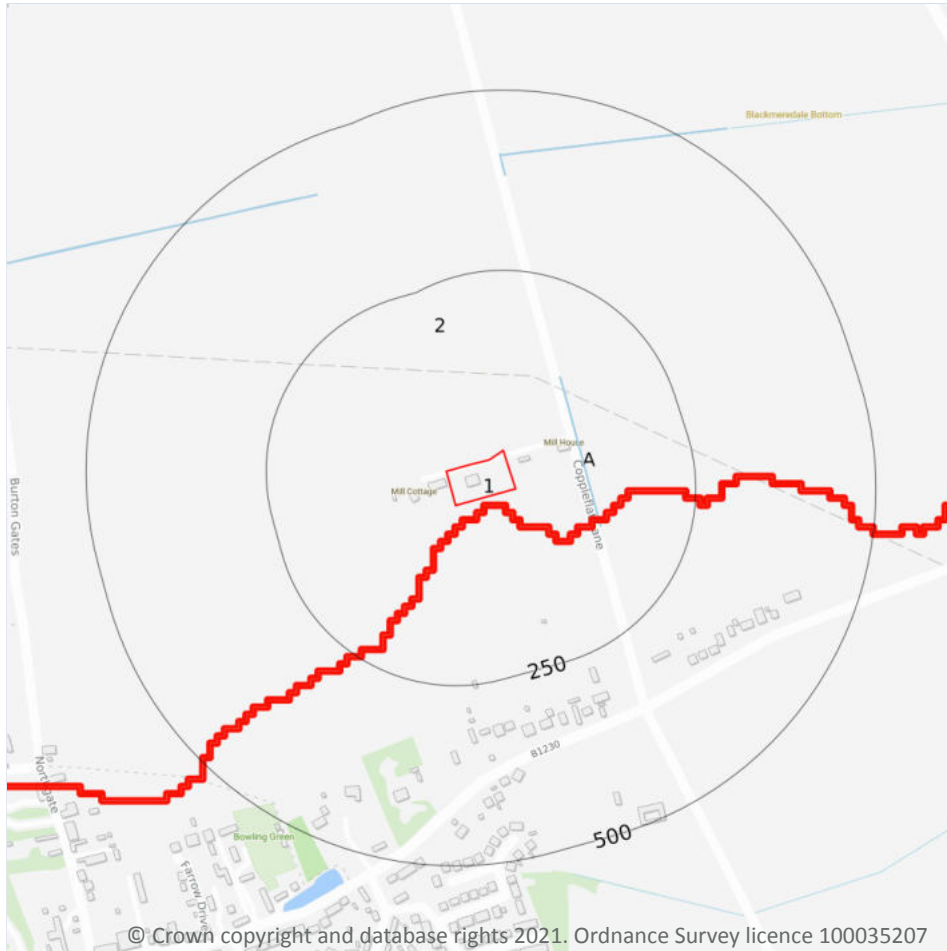 Blackmeredale Bottom
2
Mill House
A
Mill Cottage
1
Coppleflat Lane
Burton Gates
250
B1230
Northgate
500
Bowling Green
Farrow Drive
© Crown copyright and database rights 2021. Ordnance Survey licence 100035207